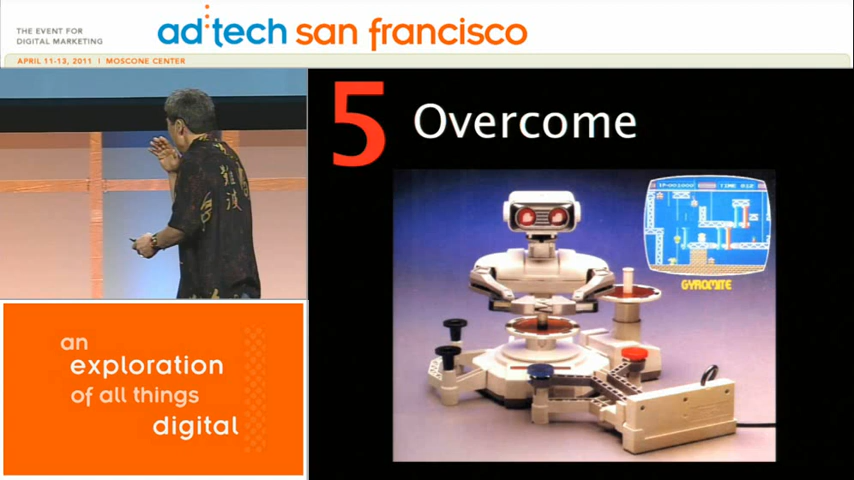 THE EVENT FOR
DIGITAL MARKETING
ad:tech san francisco
APRIL 11-13, 2011 | MOSCONE CENTER
5 Overcome
GYROMITE
an
exploration
of all things
digital